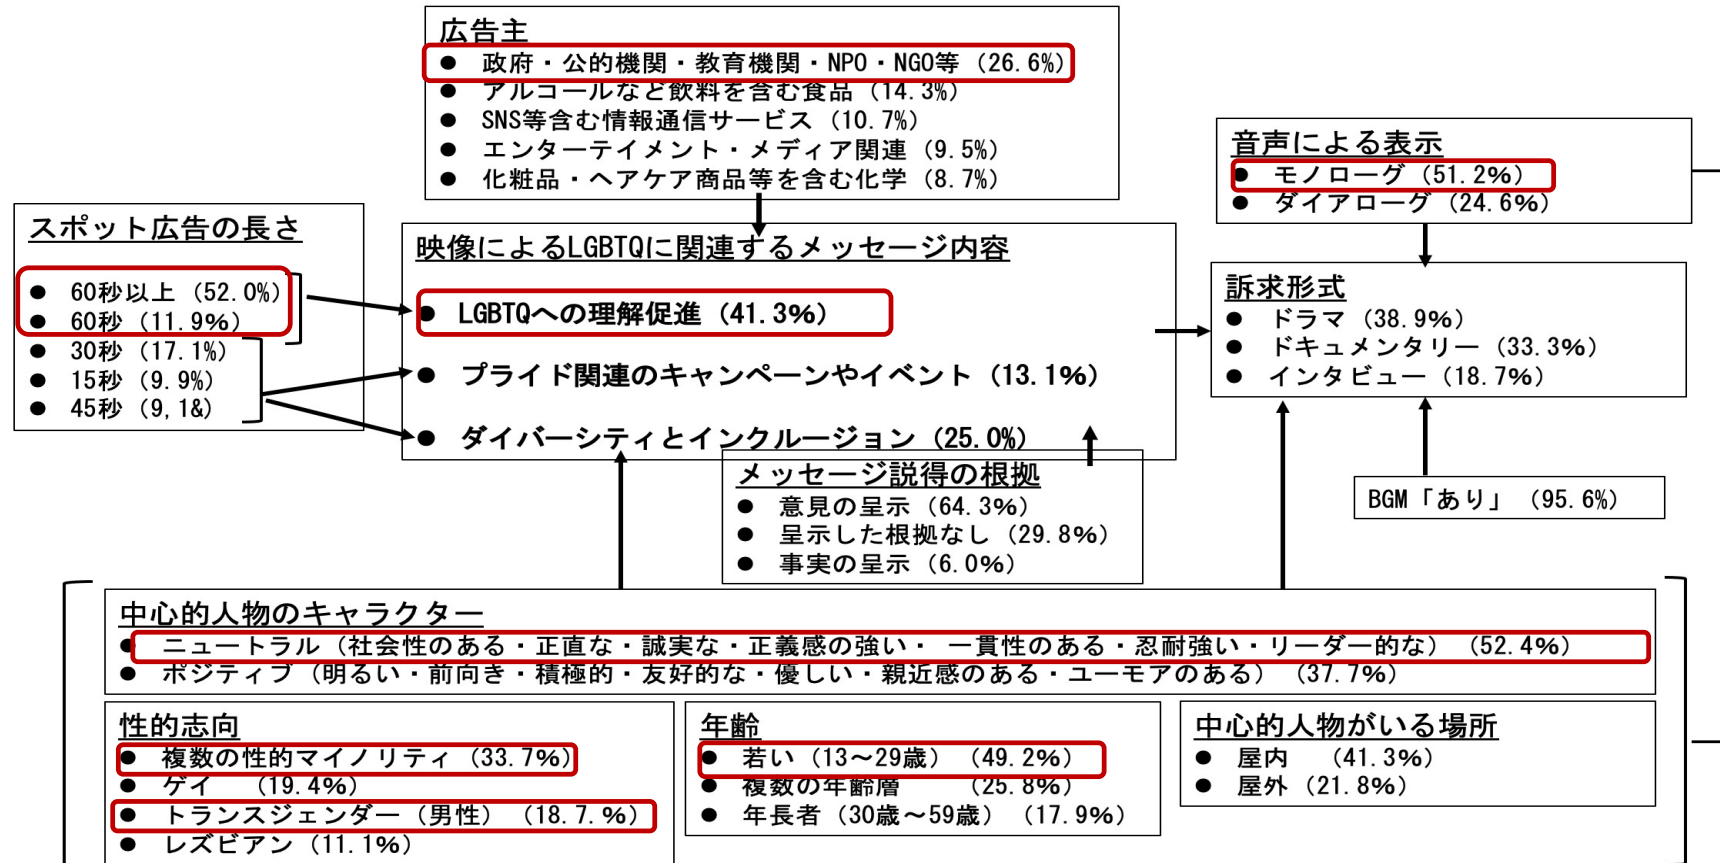 広告主
● 政府・公的機関・教育機関・NPO・NGO等（26.6%）
● アルコールなど飲料を含む食品（14.3%）
● SNS等含む情報通信サービス（10.7%）
● エンターテイメント・メディア関連（9.5%）
● 化粧品・ヘアケア商品等を含む化学（8.7%）
音声による表示
● モノローグ（51.2%）
● ダイアローグ（24.6%）
スポット広告の長さ
● 60秒以上（52.0%）
● 60秒（11.9%）
● 30秒（17.1%）
● 15秒（9.9%）
● 45秒（9,1&）
映像によるLGBTQに関連するメッセージ内容
● LGBTQへの理解促進（41.3%）
● プライド関連のキャンペーンやイベント（13.1%）
● ダイバーシティとインクルージョン（25.0%）
訴求形式
● ドラマ（38.9%）
● ドキュメンタリー（33.3%）
● インタビュー（18.7%）
メッセージ説得の根拠
● 意見の呈示（64.3%）
● 呈示した根拠なし（29.8%）
● 事実の呈示（6.0%）
BGM「あり」（95.6%）
中心的人物のキャラクター
● ニュートラル（社会性のある・正直な・誠実な・正義感の強い・ 一貫性のある・忍耐強い・リーダー的な）（52.4%）
● ポジティブ（明るい・前向き・積極的・友好的な・優しい・親近感のある・ユーモアのある）（37.7%）
性的志向
● 複数の性的マイノリティ（33.7%）
● ゲイ （19.4%）
● トランスジェンダー（男性）（18.7.%）
● レズビアン（11.1%）
年齢
● 若い（13～29歳）（49.2%）
● 複数の年齢層 （25.8%）
● 年長者（30歳～59歳）（17.9%）
中心的人物がいる場所
● 屋内 （41.3%）
● 屋外（21.8%）